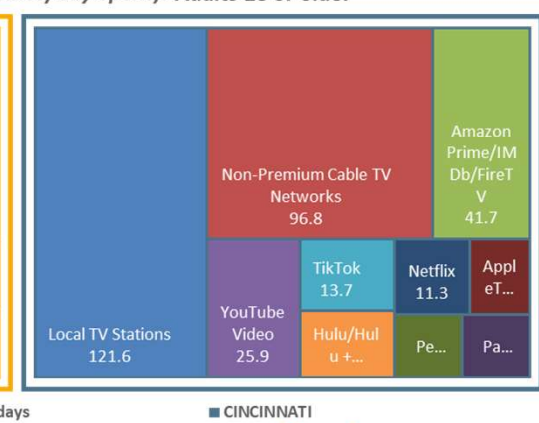 Adults 18 or older
Non-Premium Cable TV
Networks
96.8
Amazon
Prime/IM
Db/FireT
V
41.7
Local TV Stations
121.6
YouTube
Video
25.9
TikTok
13.7
Hulu/Hul
u +...
Netflix
11.3
Appl
eT...
Pe...
Pa...
days
CINCINNATI